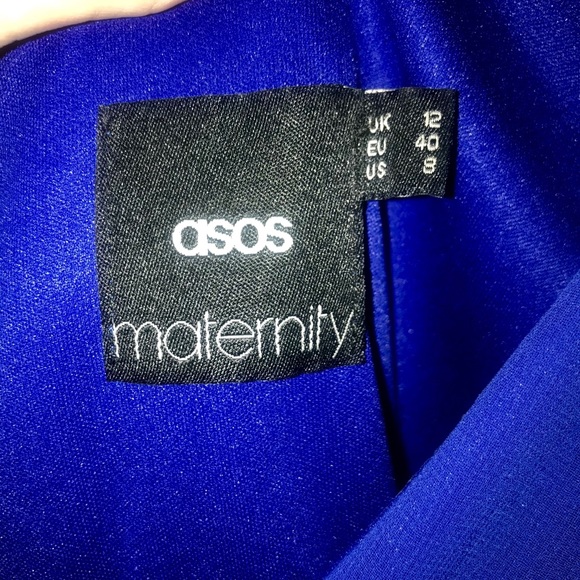 asos
maternity
UK 12
EU 40
US 8